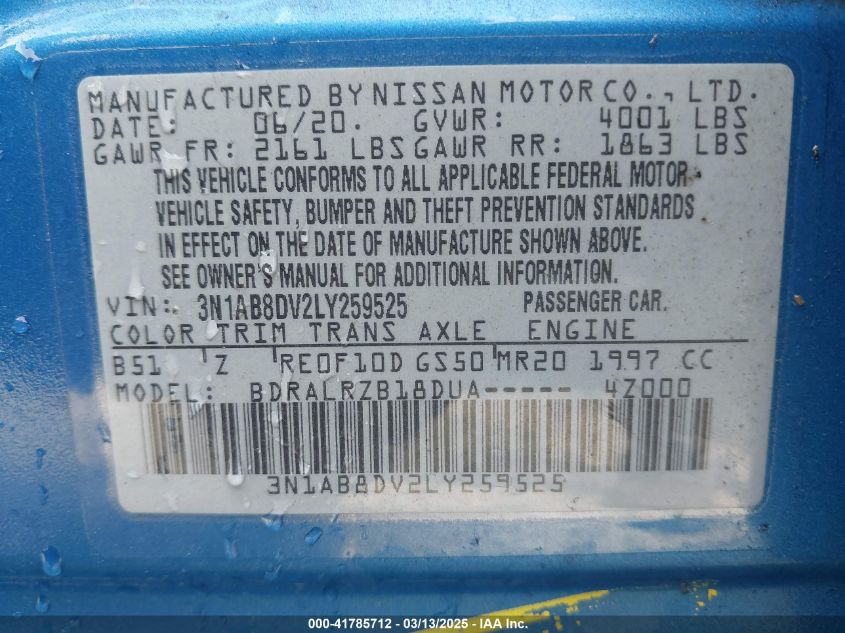 MANUFACTURED BY NISSAN MOTOR CO., LTD.
DATE: 06/20. GVWR: 4001 LBS
GAWR FR: 2161 LBS GAWR RR: 1863 LBS
THIS VEHICLE CONFORMS TO ALL APPLICABLE FEDERAL MOTOR
VEHICLE SAFETY, BUMPER AND THEFT PREVENTION STANDARDS
IN EFFECT ON THE DATE OF MANUFACTURE SHOWN ABOVE.
SEE OWNER'S MANUAL FOR ADDITIONAL INFORMATION.
VIN: 3N1AB8DV2LY259525 PASSENGER CAR.
COLOR TRIM TRANS AXLE ENGINE
B51 Z RE0F10D GS50 MR20 1997 CC
MODEL: BDRALRZB18DUA----- 4Z000
3N1AB8DV2LY259525
000-41785712 - 03/13/2025 - IAA Inc.